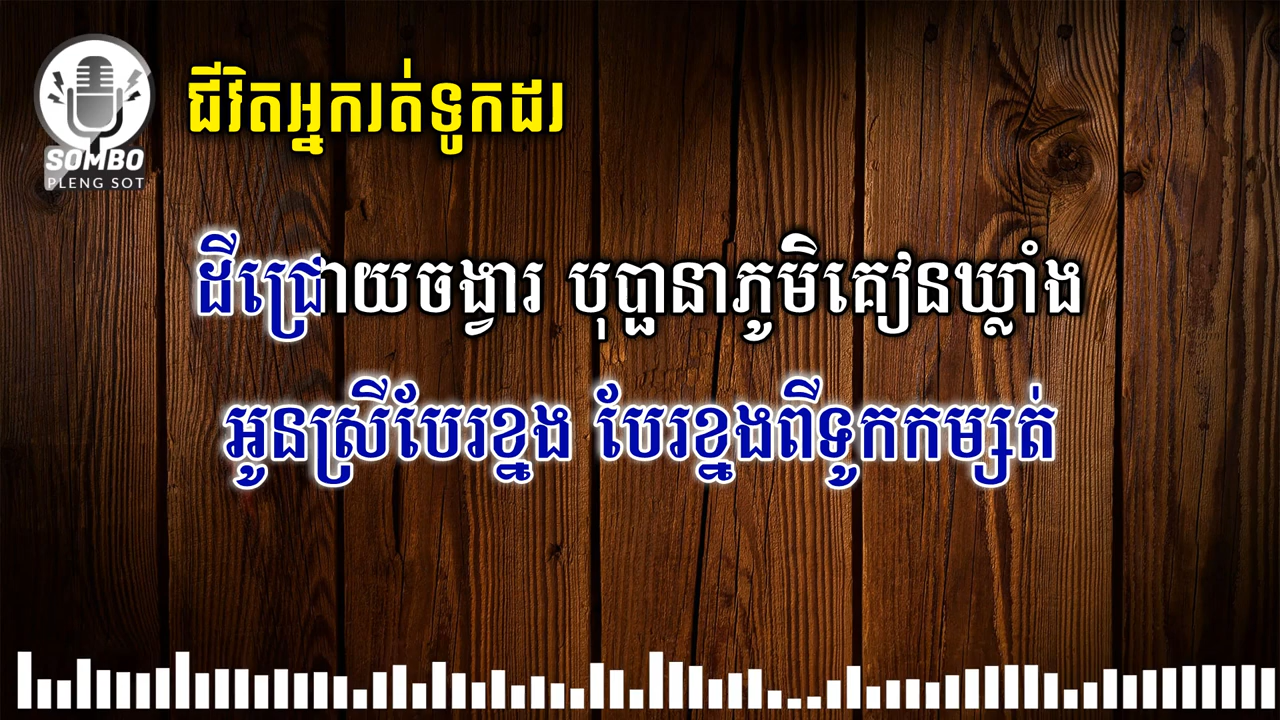 SOMBO
PLENG SOT
ជីវិតអ្នករត់ទូកដរ
ដីជ្រោយចង្វារ បុប្ផានាភូមិគៀនឃ្លាំង
អូនស្រីបែរខ្នង បែរខ្នងពីទូកកម្សត់